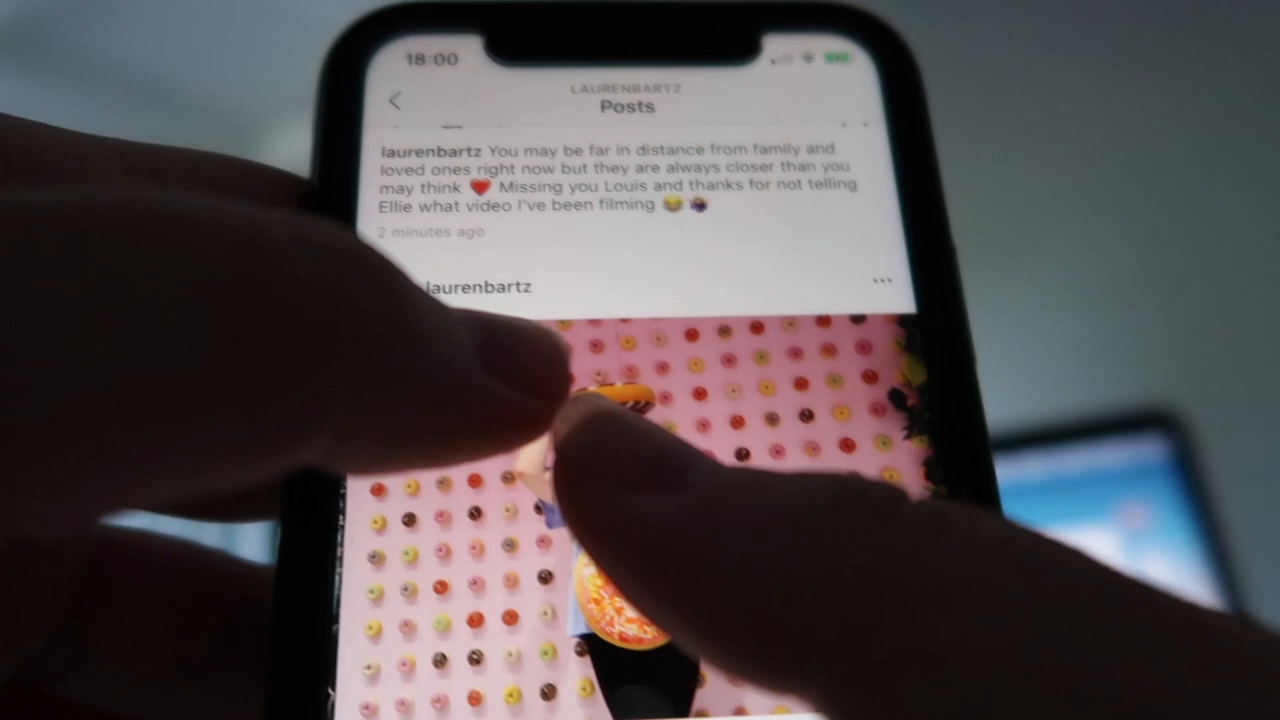 18:00
LAURENBARTZ
Posts
laurenbartz You may be far in distance from family and
loved ones right now but they are always closer than you
may think ❤️ Missing you Louis and thanks for not telling
Ellie what video I've been filming 😂
2 minutes ago
laurenbartz